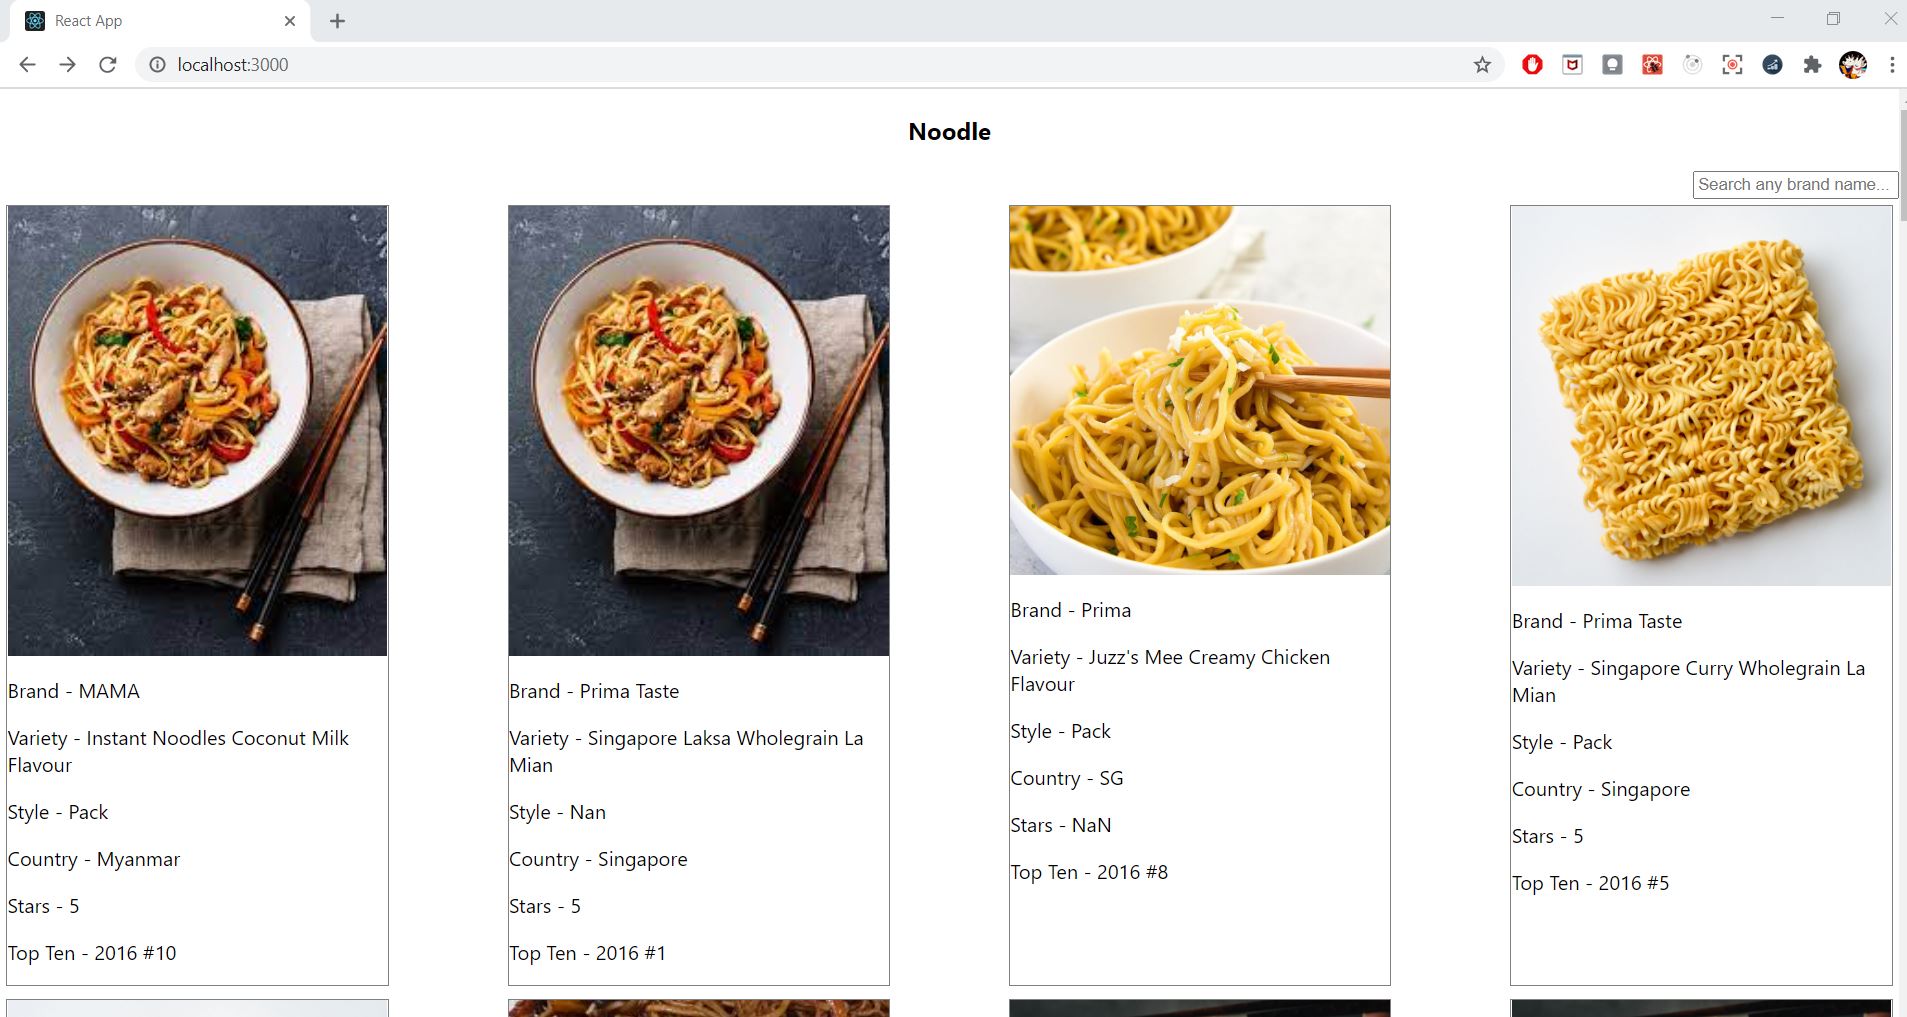 React App
localhost:3000
Noodle
Search any brand name...
Brand - MAMA
Variety - Instant Noodles Coconut Milk
Flavour
Style - Pack
Country - Myanmar
Stars - 5
Top Ten - 2016 #10
Brand - Prima Taste
Variety - Singapore Laksa Wholegrain La
Mian
Style - Nan
Country - Singapore
Stars - 5
Top Ten - 2016 #1
Brand - Prima
Variety - Juzz's Mee Creamy Chicken
Flavour
Style - Pack
Country - SG
Stars - NaN
Top Ten - 2016 #8
Brand - Prima Taste
Variety - Singapore Curry Wholegrain La
Mian
Style - Pack
Country - Singapore
Stars - 5
Top Ten - 2016 #5